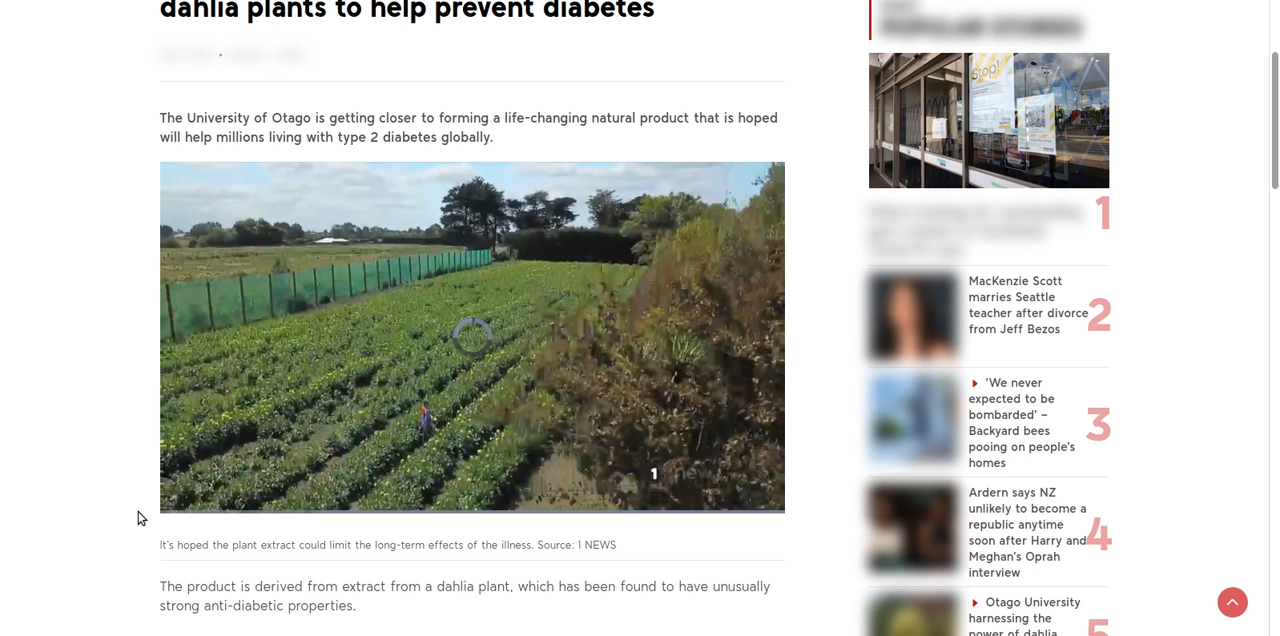 dahlia plants to help prevent diabetes
The University of Otago is getting closer to forming a life-changing natural product that is hoped
will help millions living with type 2 diabetes globally.
1
It's hoped the plant extract could limit the long-term effects of the illness. Source: 1 NEWS
The product is derived from extract from a dahlia plant, which has been found to have unusually
strong anti-diabetic properties.
POPULAR STORIES
stop!
1
MacKenzie Scott
marries Seattle
teacher after divorce
from Jeff Bezos
2
'We never
expected to be
bombarded' –
Backyard bees
pooing on people's
homes
3
Ardern says NZ
unlikely to become a
republic anytime
soon after Harry and
Meghan's Oprah
interview
4
Otago University
harnessing the
power of dahlia
5